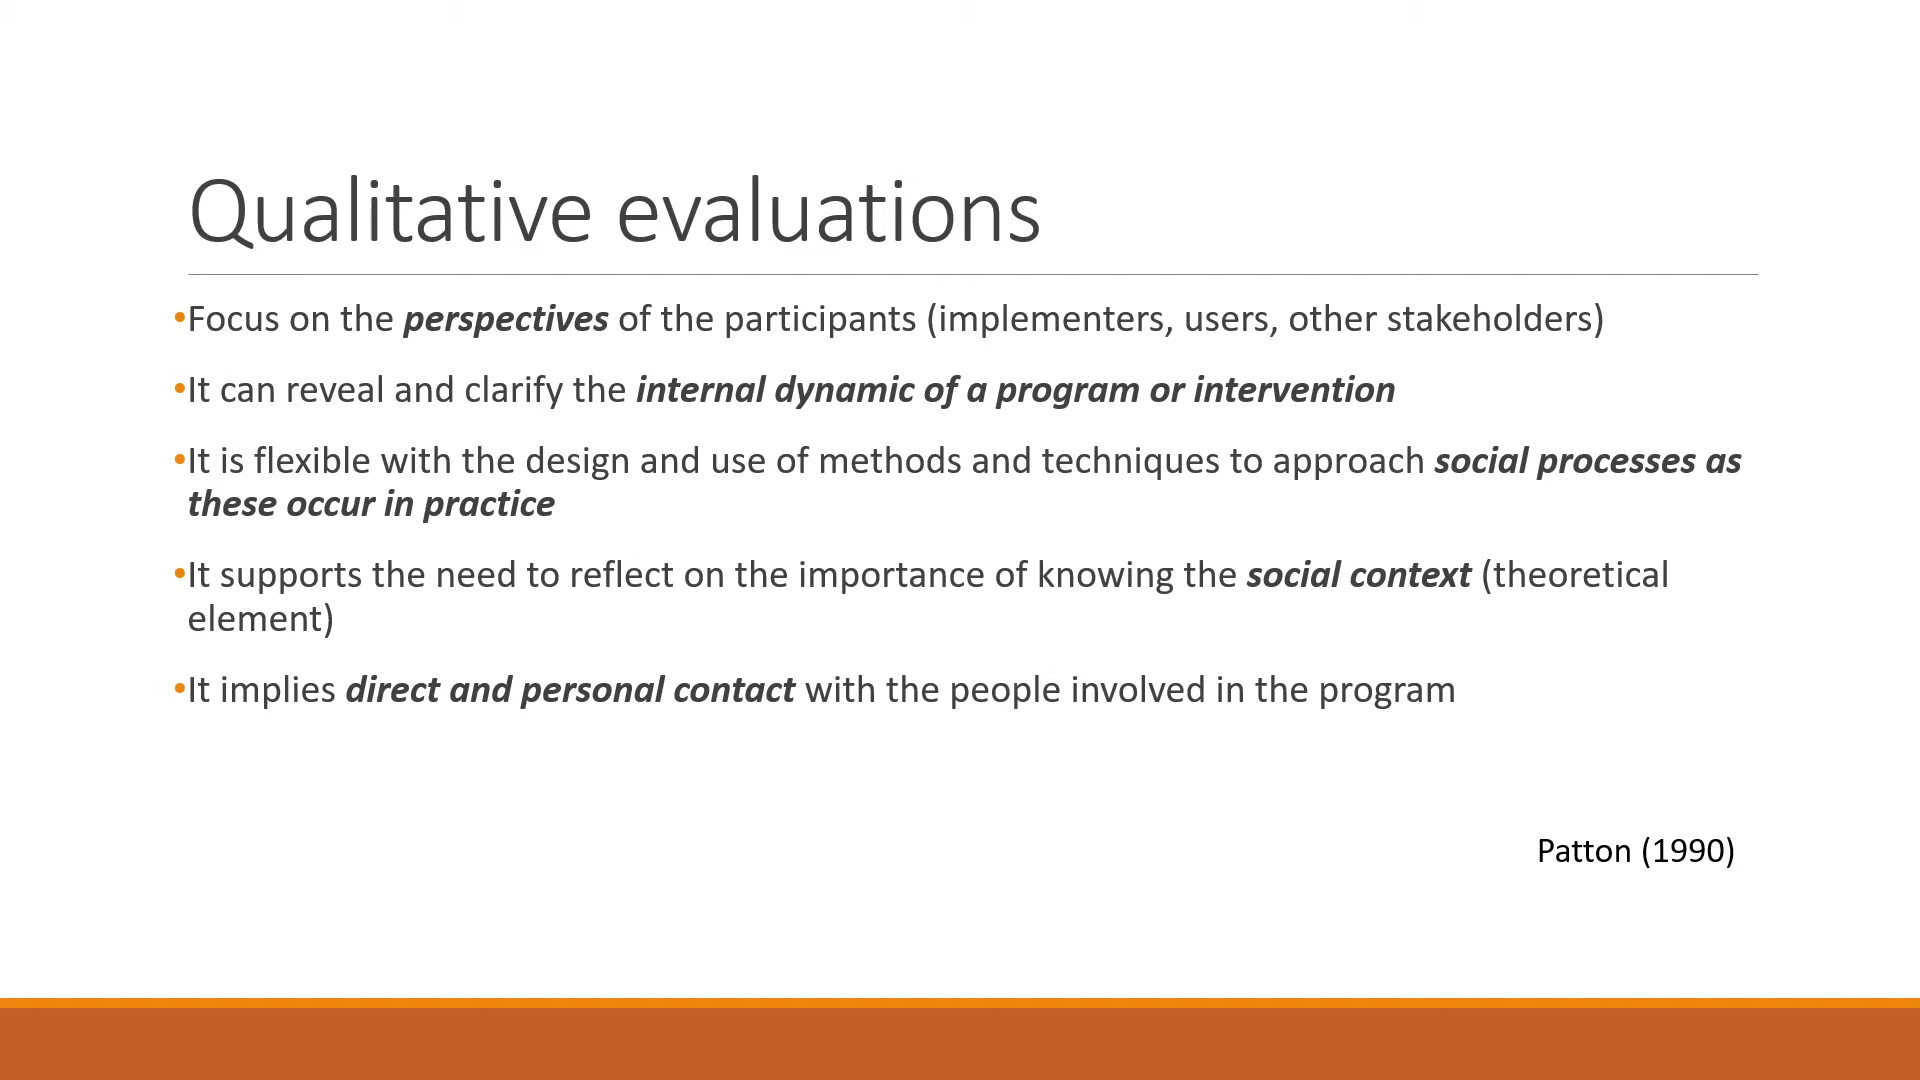 Qualitative evaluations
•Focus on the perspectives of the participants (implementers, users, other stakeholders)
•It can reveal and clarify the internal dynamic of a program or intervention
•It is flexible with the design and use of methods and techniques to approach social processes as
these occur in practice
•It supports the need to reflect on the importance of knowing the social context (theoretical
element)
•It implies direct and personal contact with the people involved in the program
Patton (1990)